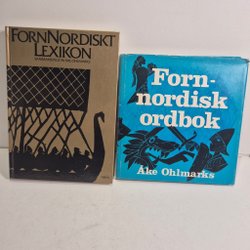 FORNNORDISKT
LEXIKON
Forn-
nordisk
ordbok
Åke Ohlmarks